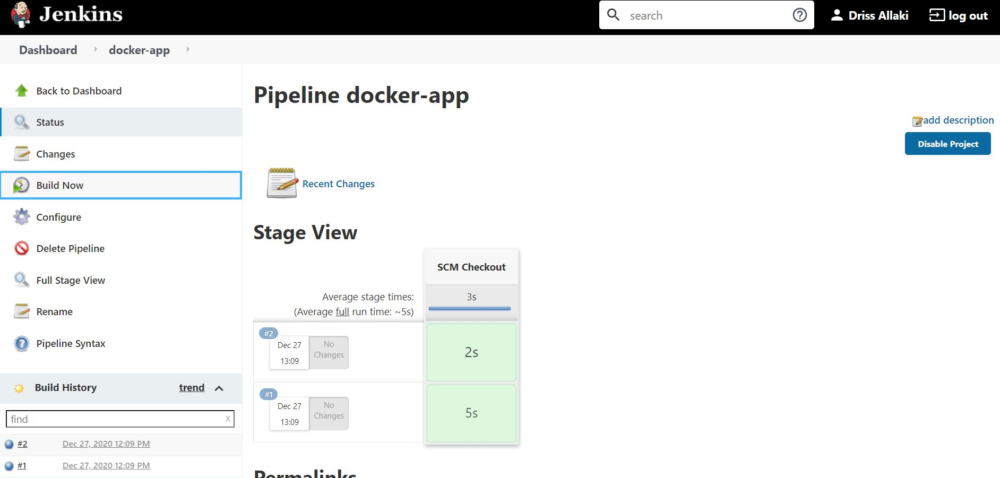 Jenkins
search
Driss Allaki
log out
Dashboard
docker-app
Back to Dashboard
Status
Changes
Build Now
Configure
Delete Pipeline
Full Stage View
Rename
Pipeline Syntax
Build History
trend
find
x
#2
Dec 27, 2020 12:09 PM
#1
Dec 27, 2020 12:09 PM
Pipeline docker-app
add description
Disable Project
Recent Changes
Stage View
SCM Checkout
Average stage times:
(Average full run time: ~5s)
3s
#2
Dec 27
13:09
No
Changes
2s
#1
Dec 27
13:09
No
Changes
5s
Permalinks